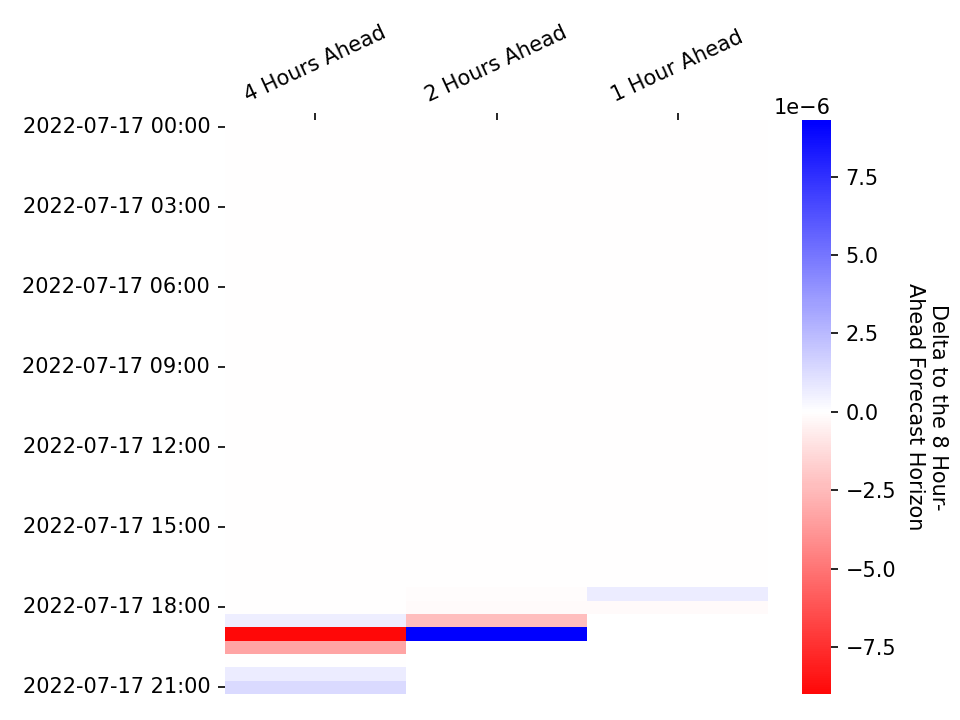 4 Hours Ahead
2 Hours Ahead
1 Hour Ahead
1e−6
2022-07-17 00:00
2022-07-17 03:00
2022-07-17 06:00
2022-07-17 09:00
2022-07-17 12:00
2022-07-17 15:00
2022-07-17 18:00
2022-07-17 21:00
7.5
5.0
2.5
0.0
−2.5
−5.0
−7.5
Delta to the 8 Hour-
Ahead Forecast Horizon